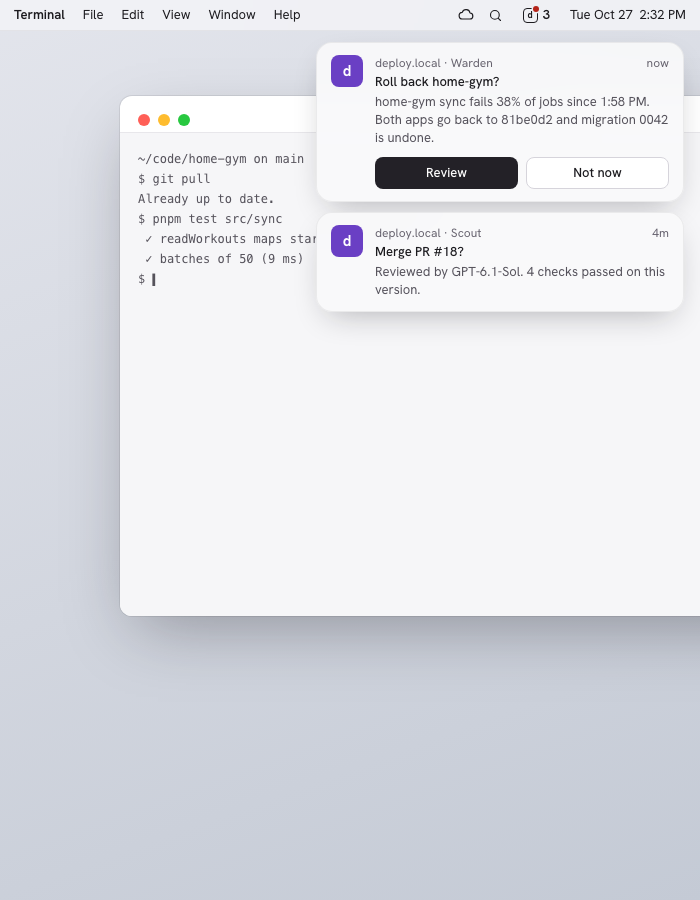 Terminal File Edit View Window Help d 3 Tue Oct 27 2:32 PM
d deploy.local · Warden now
Roll back home-gym?
home-gym sync fails 38% of jobs since 1:58 PM.
Both apps go back to 81be0d2 and migration 0042
is undone.
Review Not now
d deploy.local · Scout 4m
Merge PR #18?
Reviewed by GPT-6.1-Sol. 4 checks passed on this
version.
~/code/home-gym on main
$ git pull
Already up to date.
$ pnpm test src/sync
✓ readWorkouts maps star
✓ batches of 50 (9 ms)
$